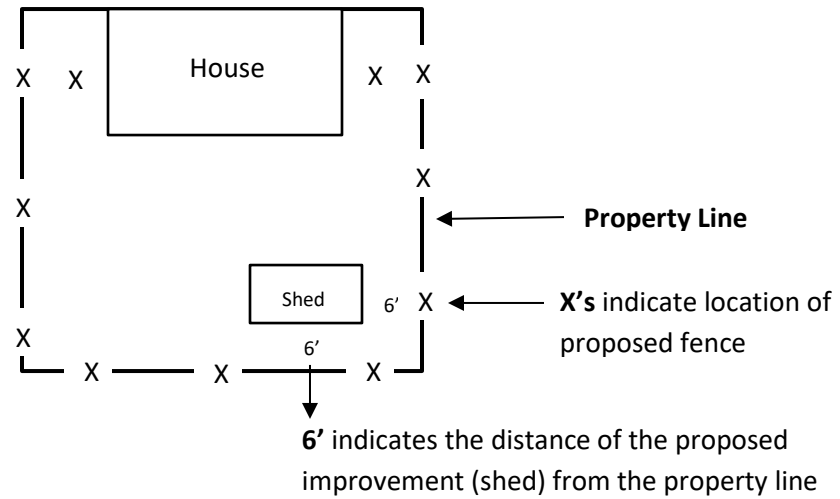 House
X X X X
X
X
Property Line
Shed
6’ X
X’s indicate location of
proposed fence
X
6’
X X X
6’ indicates the distance of the proposed
improvement (shed) from the property line